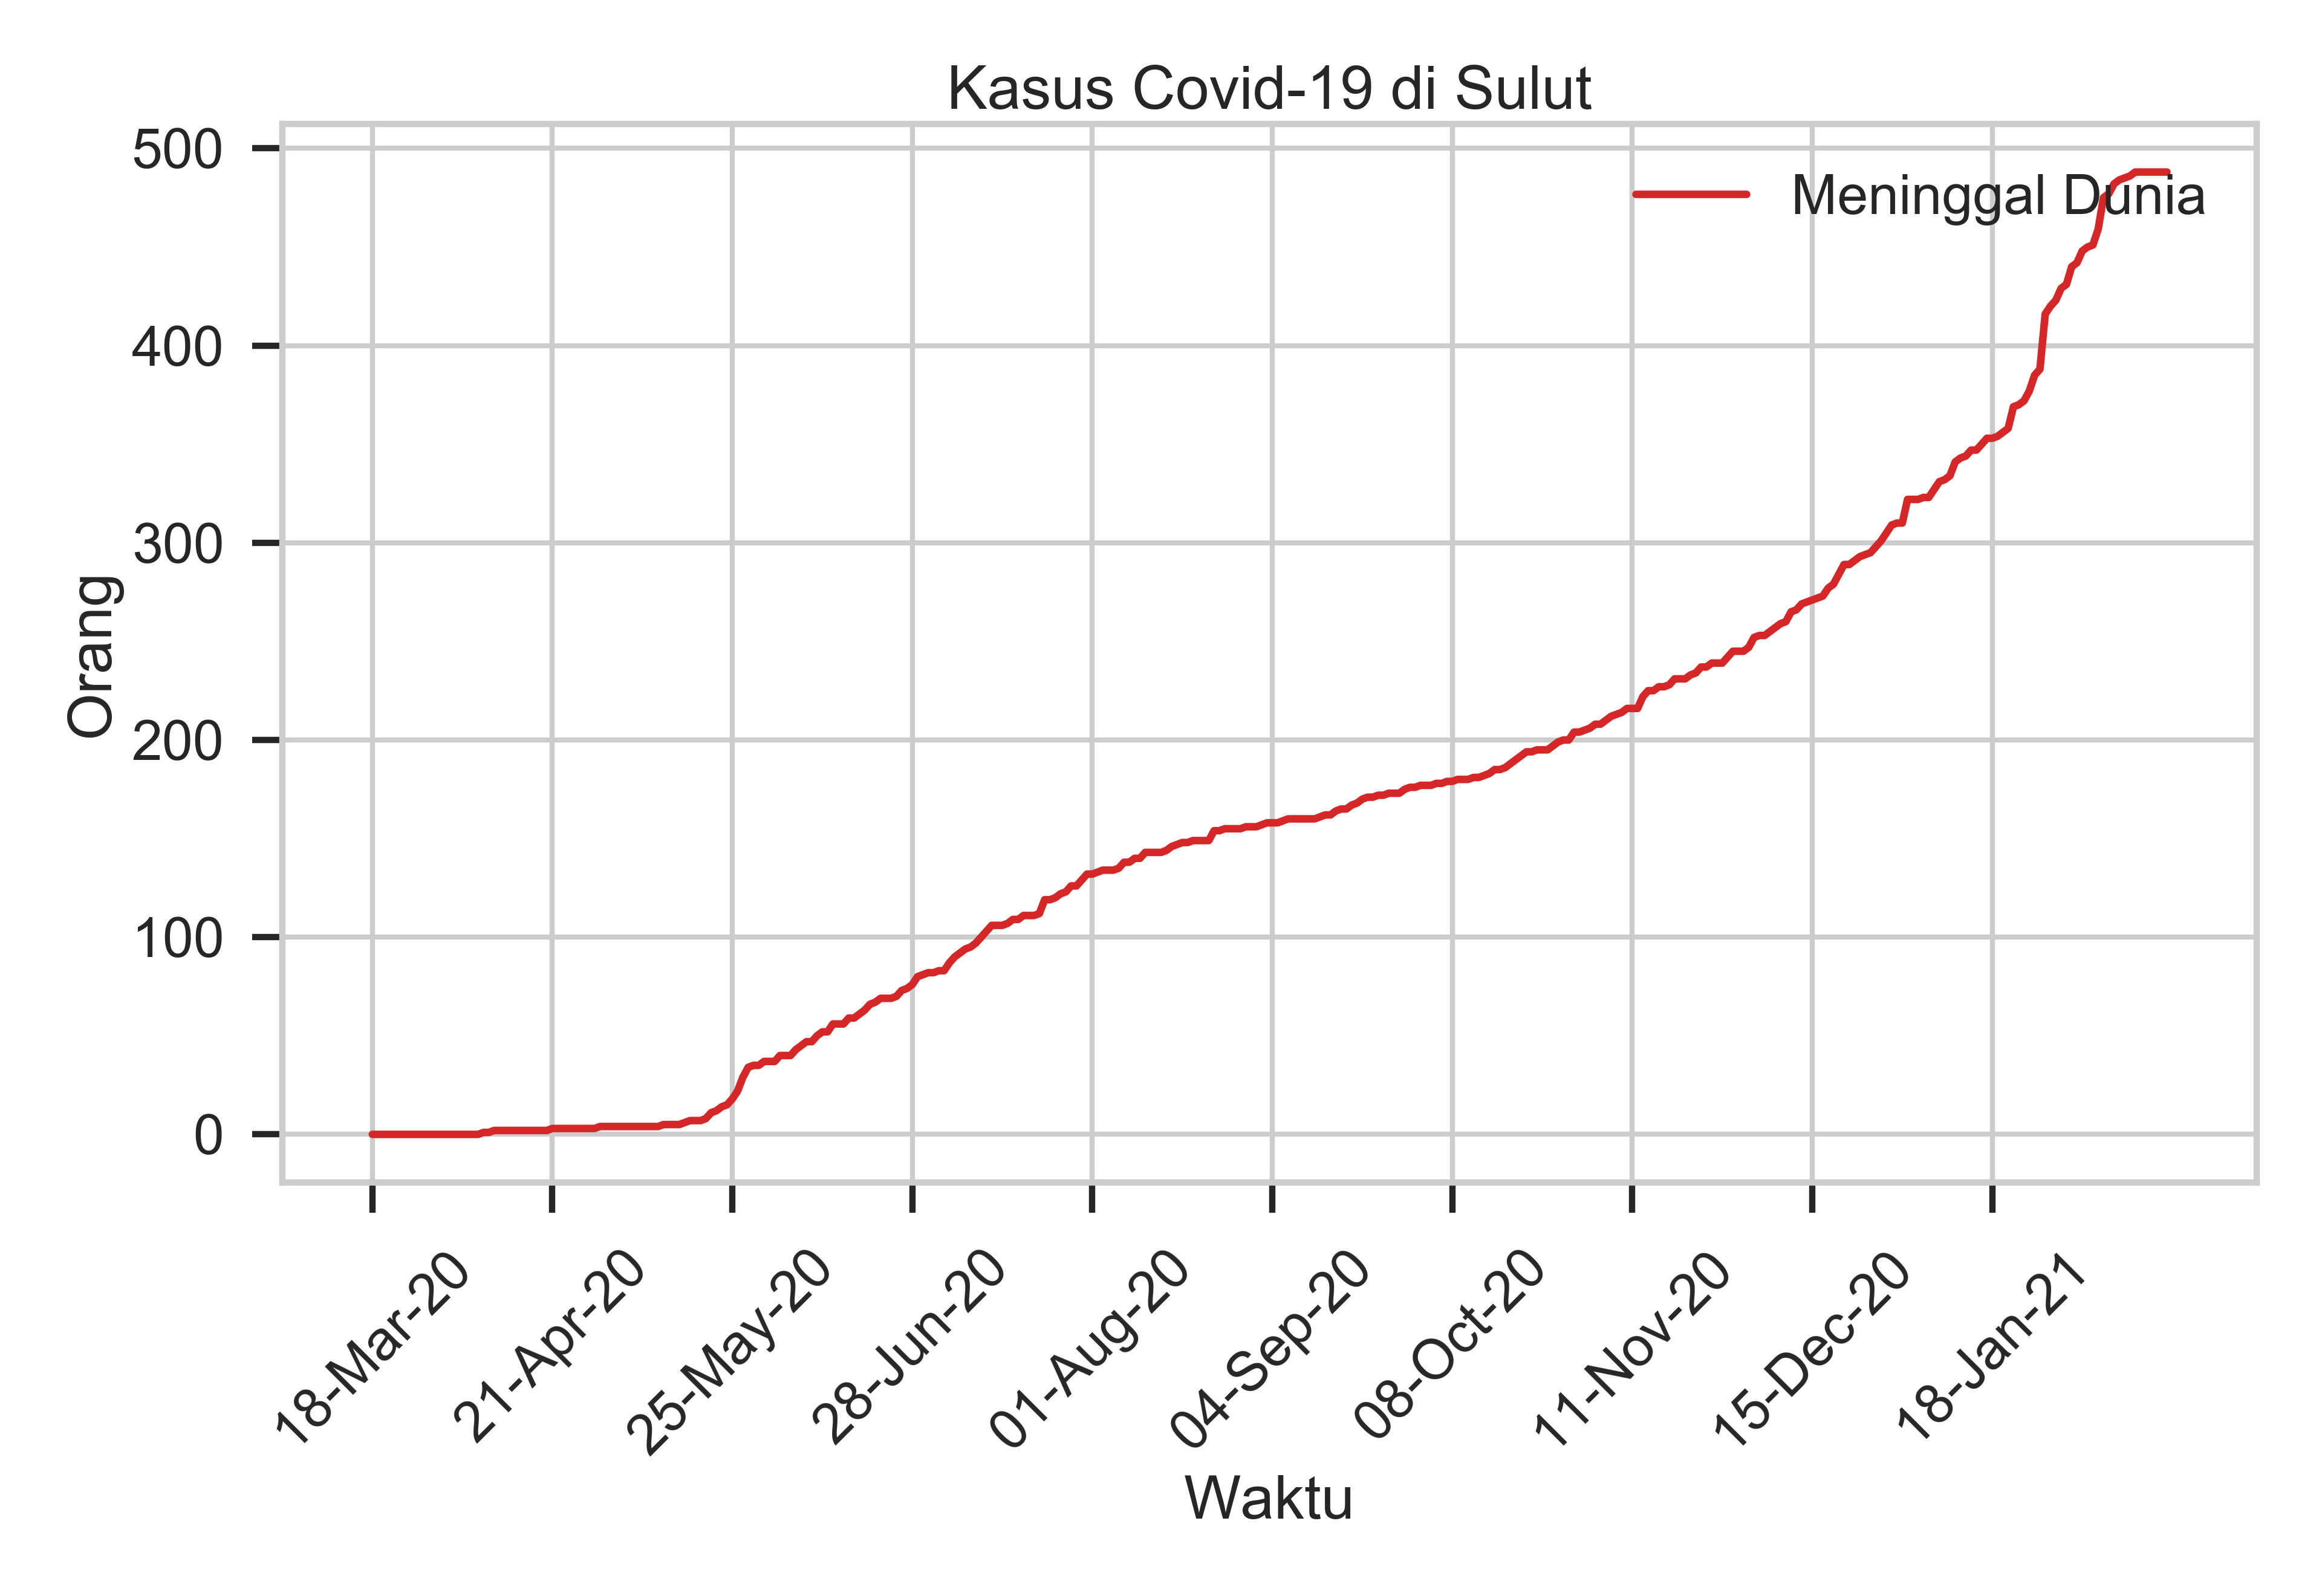 Kasus Covid-19 di Sulut
Meninggal Dunia
500
400
300
200
100
0
Orang
18-Mar-20
21-Apr-20
25-May-20
28-Jun-20
01-Aug-20
04-Sep-20
08-Oct-20
11-Nov-20
15-Dec-20
18-Jan-21
Waktu